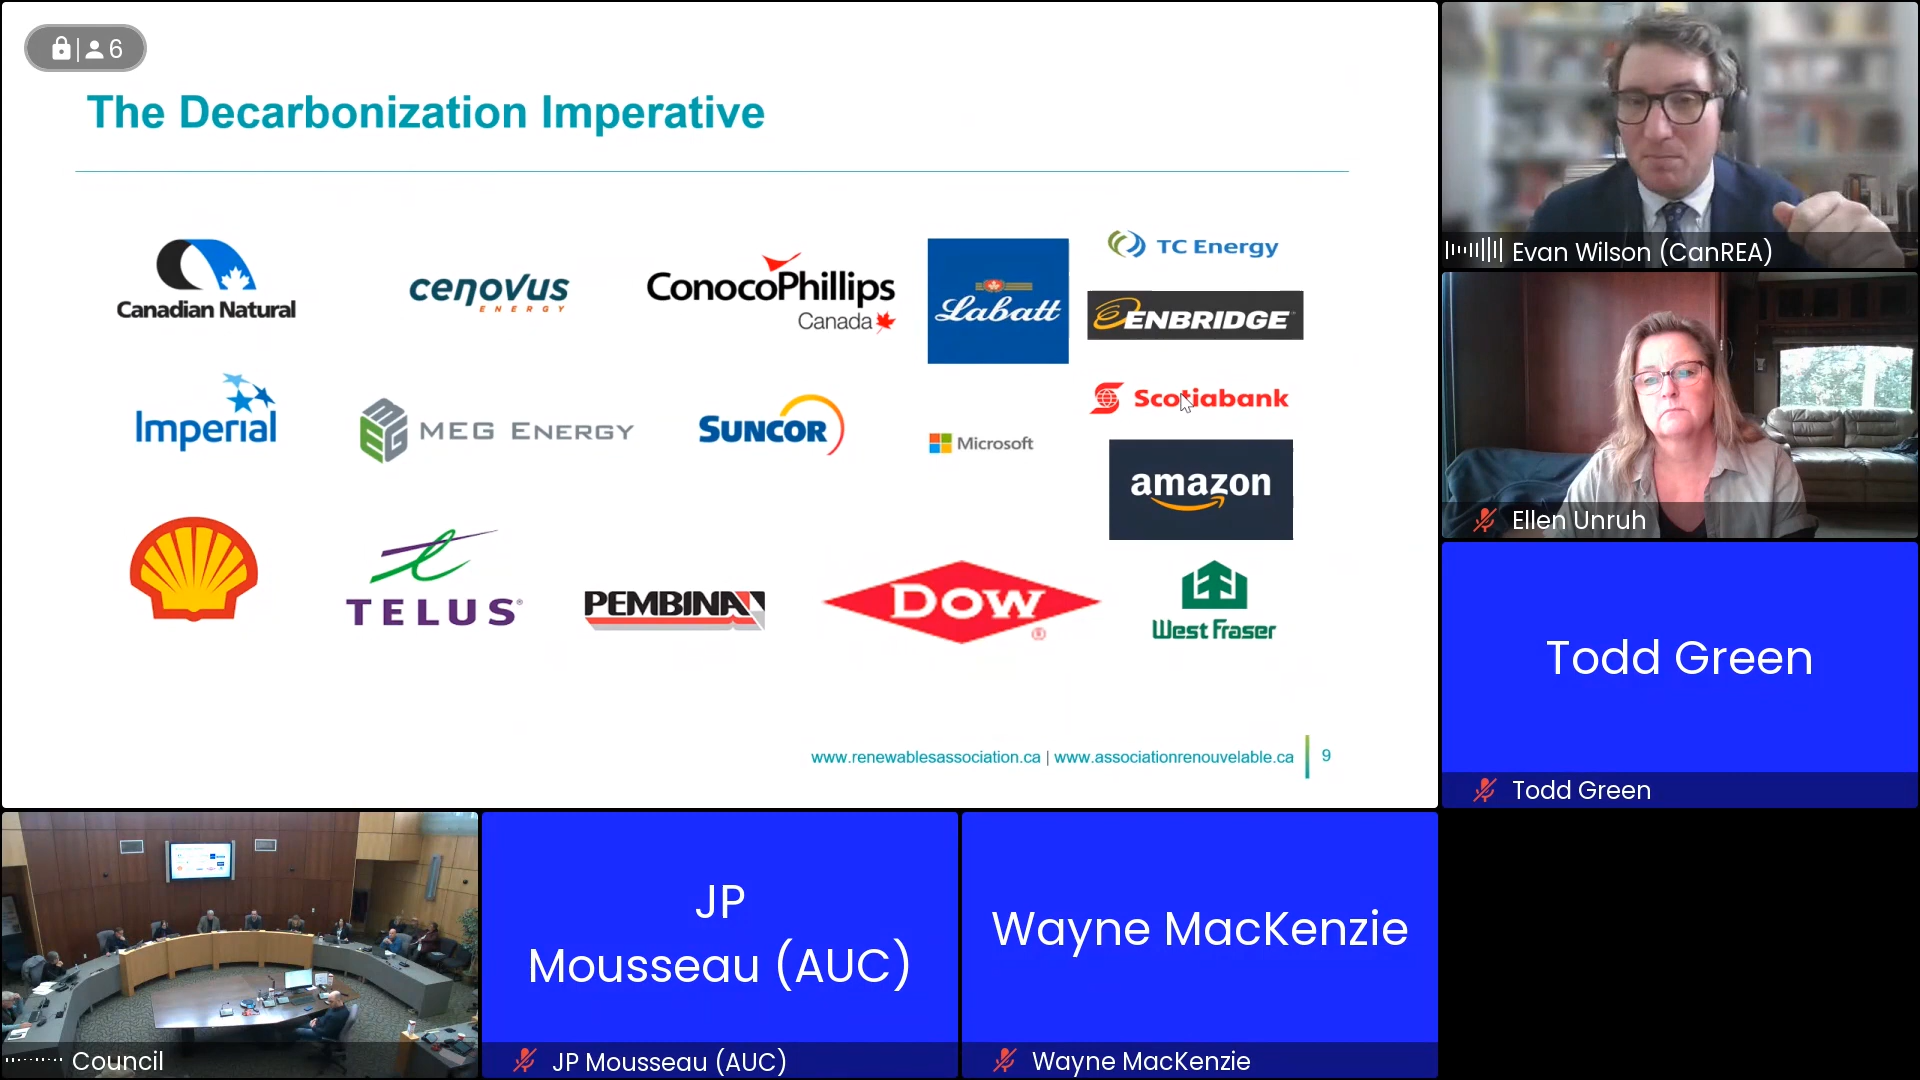 6
The Decarbonization Imperative
Canadian Natural
cenovus
ENERGY
ConocoPhillips
Canada
Labatt
TC Energy
ENBRIDGE
Imperial
MEG ENERGY
SUNCOR
Microsoft
Scotiabank
amazon
TELUS®
PEMBINA
DOW
®
West Fraser
www.renewablesassociation.ca | www.associationrenouvelable.ca
9
Evan Wilson (CanREA)
Ellen Unruh
Todd Green
Todd Green
Council
JP
Mousseau (AUC)
JP Mousseau (AUC)
Wayne MacKenzie
Wayne MacKenzie